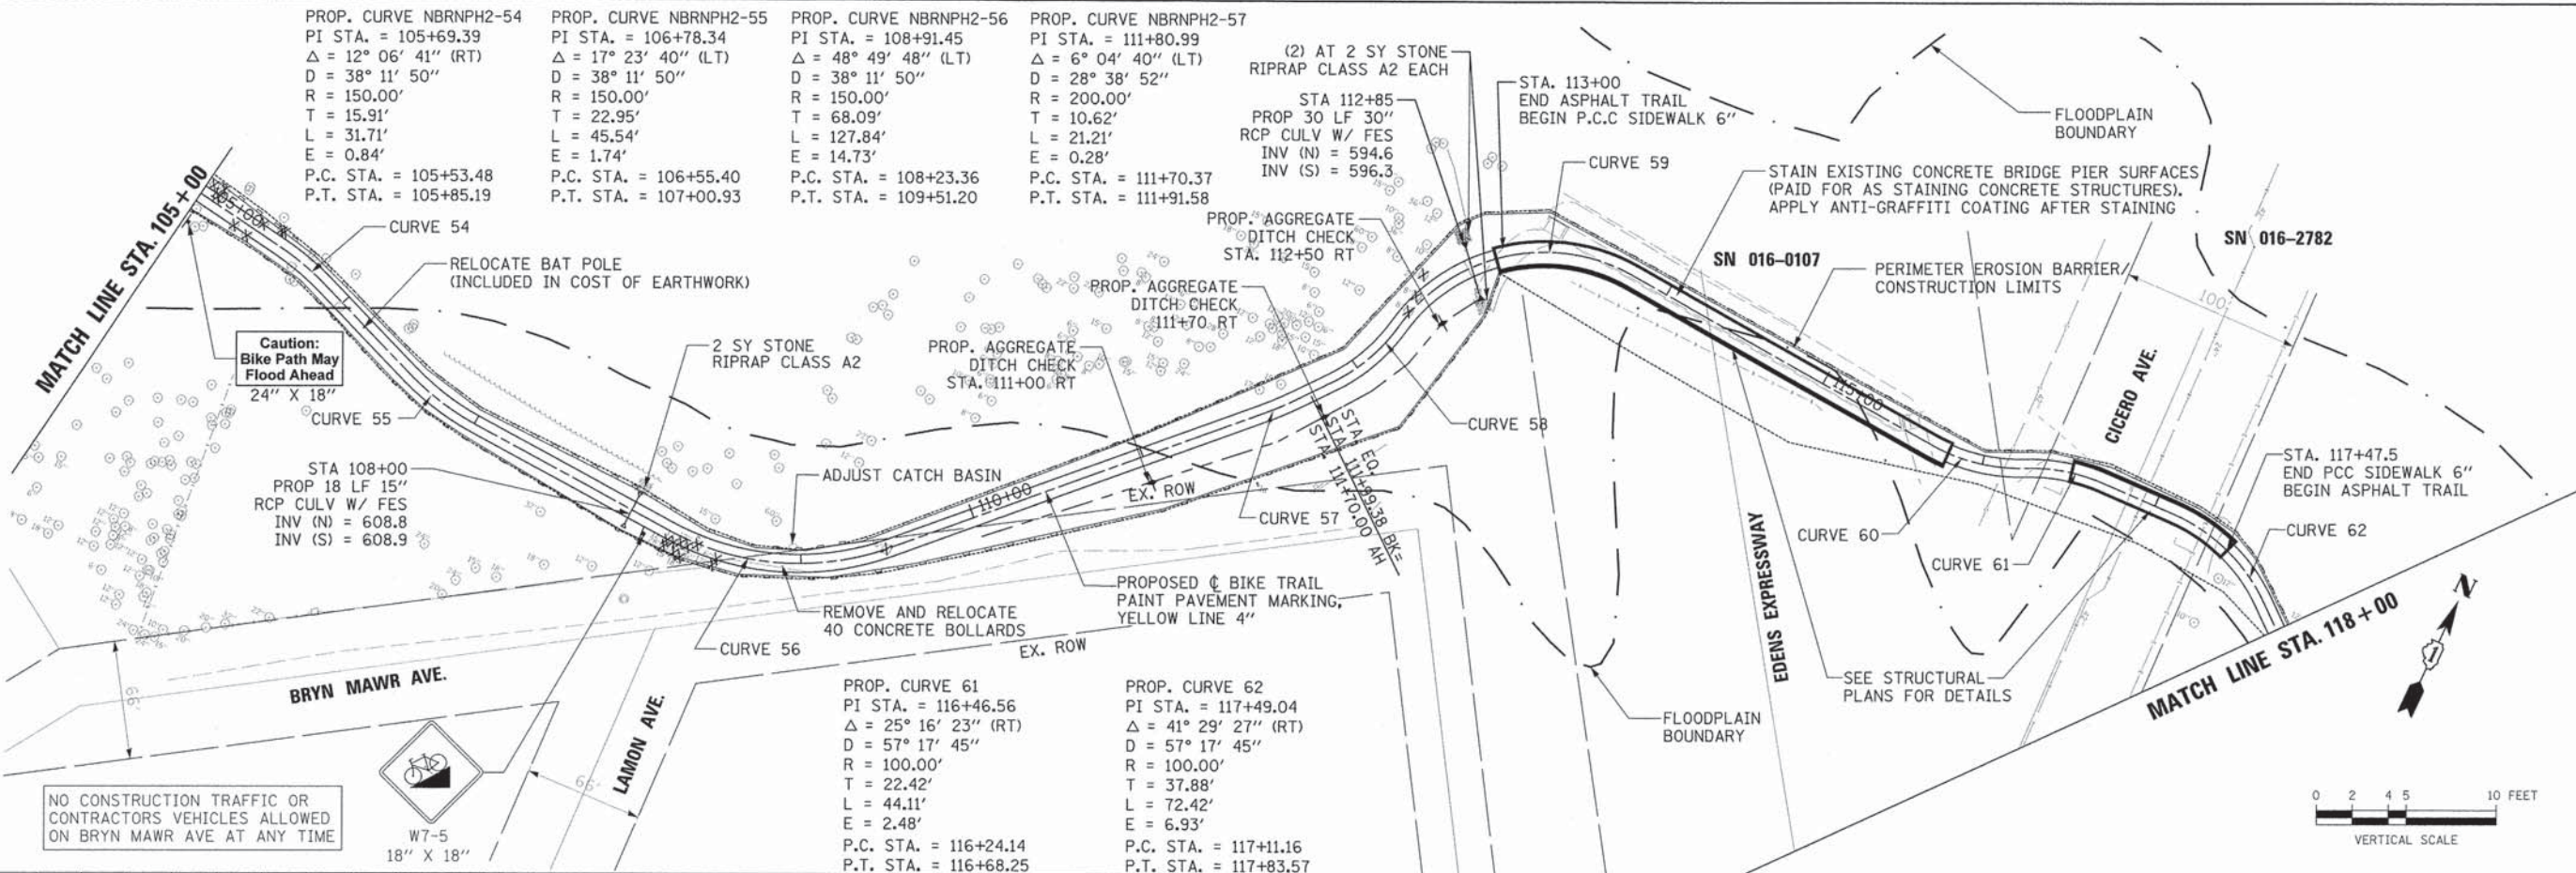 PROP. CURVE NBRNPH2-54
PI STA. = 105+69.39
Δ = 12° 06' 41" (RT)
D = 38° 11' 50"
R = 150.00'
T = 15.91'
L = 31.71'
E = 0.84'
P.C. STA. = 105+53.48
P.T. STA. = 105+85.19
PROP. CURVE NBRNPH2-55
PI STA. = 106+78.34
Δ = 17° 23' 40" (LT)
D = 38° 11' 50"
R = 150.00'
T = 22.95'
L = 45.54'
E = 1.74'
P.C. STA. = 106+55.40
P.T. STA. = 107+00.93
PROP. CURVE NBRNPH2-56
PI STA. = 108+91.45
Δ = 48° 49' 48" (LT)
D = 38° 11' 50"
R = 150.00'
T = 68.09'
L = 127.84'
E = 14.73'
P.C. STA. = 108+23.36
P.T. STA. = 109+51.20
PROP. CURVE NBRNPH2-57
PI STA. = 111+80.99
Δ = 6° 04' 40" (LT)
D = 28° 38' 52"
R = 200.00'
T = 10.62'
L = 21.21'
E = 0.28'
P.C. STA. = 111+70.37
P.T. STA. = 111+91.58
(2) AT 2 SY STONE
RIPRAP CLASS A2 EACH
STA 112+85
PROP 30 LF 30"
RCP CULV W/ FES
INV (N) = 594.6
INV (S) = 596.3
STA. 113+00
END ASPHALT TRAIL
BEGIN P.C.C SIDEWALK 6"
CURVE 59
FLOODPLAIN
BOUNDARY
STAIN EXISTING CONCRETE BRIDGE PIER SURFACES
(PAID FOR AS STAINING CONCRETE STRUCTURES).
APPLY ANTI-GRAFFITI COATING AFTER STAINING
SN 016-0107
SN 016-2782
PERIMETER EROSION BARRIER/
CONSTRUCTION LIMITS
100'
MATCH LINE STA. 105+00
105+00
CURVE 54
RELOCATE BAT POLE
(INCLUDED IN COST OF EARTHWORK)
Caution:
Bike Path May
Flood Ahead
24" X 18"
CURVE 55
2 SY STONE
RIPRAP CLASS A2
PROP. AGGREGATE
DITCH CHECK
STA. 112+50 RT
PROP. AGGREGATE
DITCH CHECK
111+70 RT
PROP. AGGREGATE
DITCH CHECK
STA. 111+00 RT
STA 108+00
PROP 18 LF 15"
RCP CULV W/ FES
INV (N) = 608.8
INV (S) = 608.9
ADJUST CATCH BASIN
110+00
EX. ROW
STA. EQ.
STA. 111+99.38 BK=
STA. 111+70.00 AH
CURVE 57
CURVE 58
115+00
CICERO AVE.
STA. 117+47.5
END PCC SIDEWALK 6"
BEGIN ASPHALT TRAIL
CURVE 60
CURVE 61
CURVE 62
EDENS EXPRESSWAY
REMOVE AND RELOCATE
40 CONCRETE BOLLARDS
CURVE 56
PROPOSED ℄ BIKE TRAIL
PAINT PAVEMENT MARKING,
YELLOW LINE 4"
EX. ROW
BRYN MAWR AVE.
66'
LAMON AVE.
66'
SEE STRUCTURAL
PLANS FOR DETAILS
FLOODPLAIN
BOUNDARY
MATCH LINE STA. 118+00
N
1
PROP. CURVE 61
PI STA. = 116+46.56
Δ = 25° 16' 23" (RT)
D = 57° 17' 45"
R = 100.00'
T = 22.42'
L = 44.11'
E = 2.48'
P.C. STA. = 116+24.14
P.T. STA. = 116+68.25
PROP. CURVE 62
PI STA. = 117+49.04
Δ = 41° 29' 27" (RT)
D = 57° 17' 45"
R = 100.00'
T = 37.88'
L = 72.42'
E = 6.93'
P.C. STA. = 117+11.16
P.T. STA. = 117+83.57
NO CONSTRUCTION TRAFFIC OR
CONTRACTORS VEHICLES ALLOWED
ON BRYN MAWR AVE AT ANY TIME
W7-5
18" X 18"
0 2 4 5 10 FEET
VERTICAL SCALE